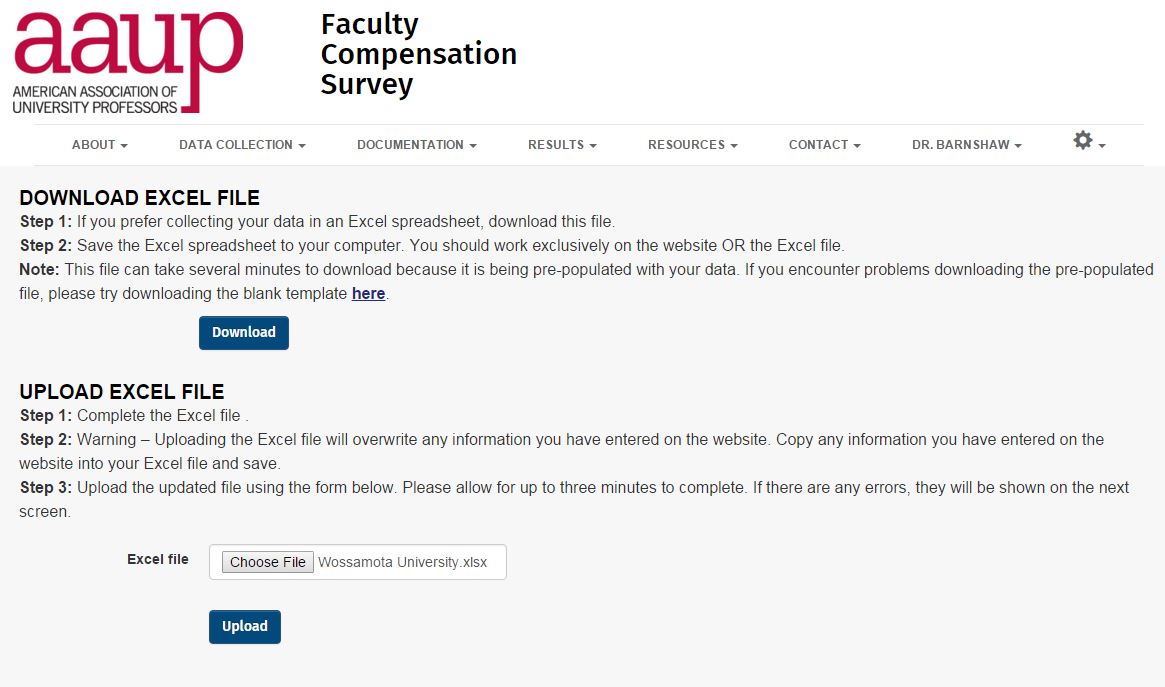 aaup
AMERICAN ASSOCIATION OF
UNIVERSITY PROFESSORS
Faculty
Compensation
Survey
ABOUT DATA COLLECTION DOCUMENTATION RESULTS RESOURCES CONTACT DR. BARNSHAW
DOWNLOAD EXCEL FILE
Step 1: If you prefer collecting your data in an Excel spreadsheet, download this file.
Step 2: Save the Excel spreadsheet to your computer. You should work exclusively on the website OR the Excel file.
Note: This file can take several minutes to download because it is being pre-populated with your data. If you encounter problems downloading the pre-populated
file, please try downloading the blank template here.
Download
UPLOAD EXCEL FILE
Step 1: Complete the Excel file .
Step 2: Warning – Uploading the Excel file will overwrite any information you have entered on the website. Copy any information you have entered on the
website into your Excel file and save.
Step 3: Upload the updated file using the form below. Please allow for up to three minutes to complete. If there are any errors, they will be shown on the next
screen.
Excel file Choose File Wossamota University.xlsx
Upload